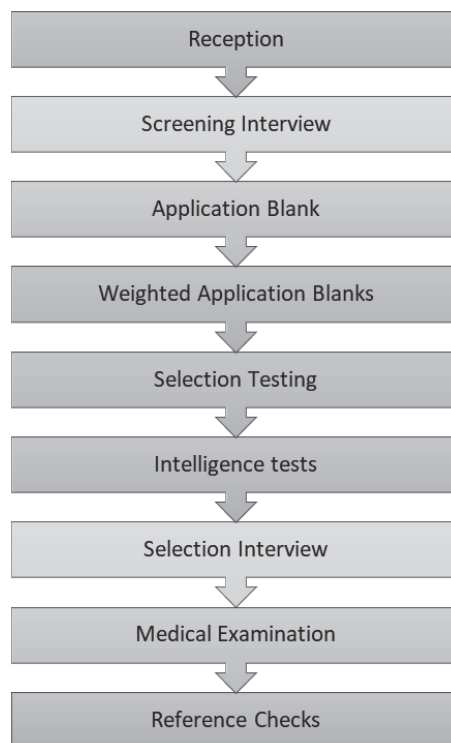 Reception
Screening Interview
Application Blank
Weighted Application Blanks
Selection Testing
Intelligence tests
Selection Interview
Medical Examination
Reference Checks